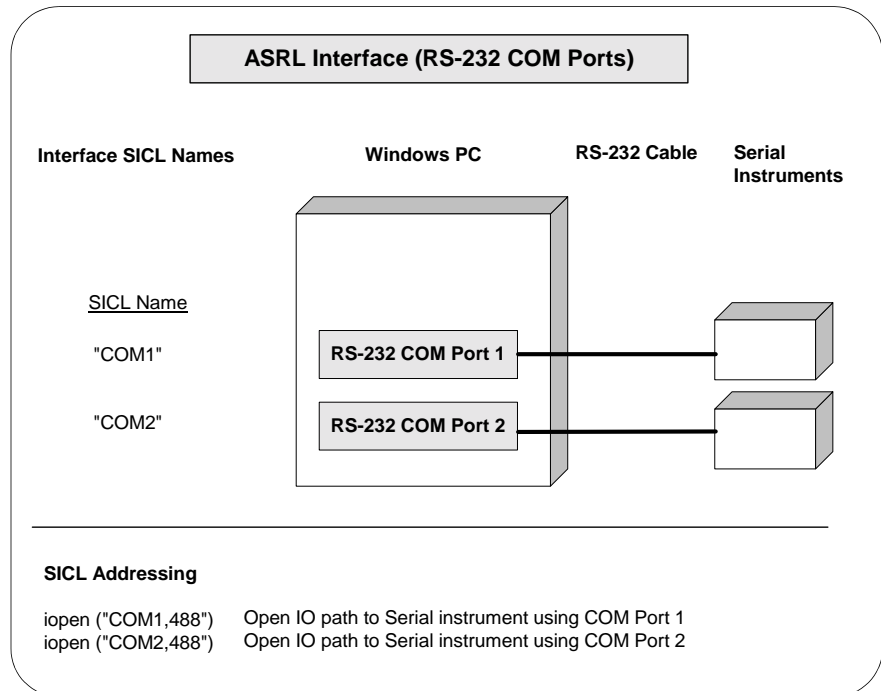 ASRL Interface (RS-232 COM Ports)
Interface SICL Names
Windows PC
RS-232 Cable
Serial
Instruments
SICL Name
"COM1"
RS-232 COM Port 1
"COM2"
RS-232 COM Port 2
SICL Addressing
iopen ("COM1,488") Open IO path to Serial instrument using COM Port 1
iopen ("COM2,488") Open IO path to Serial instrument using COM Port 2